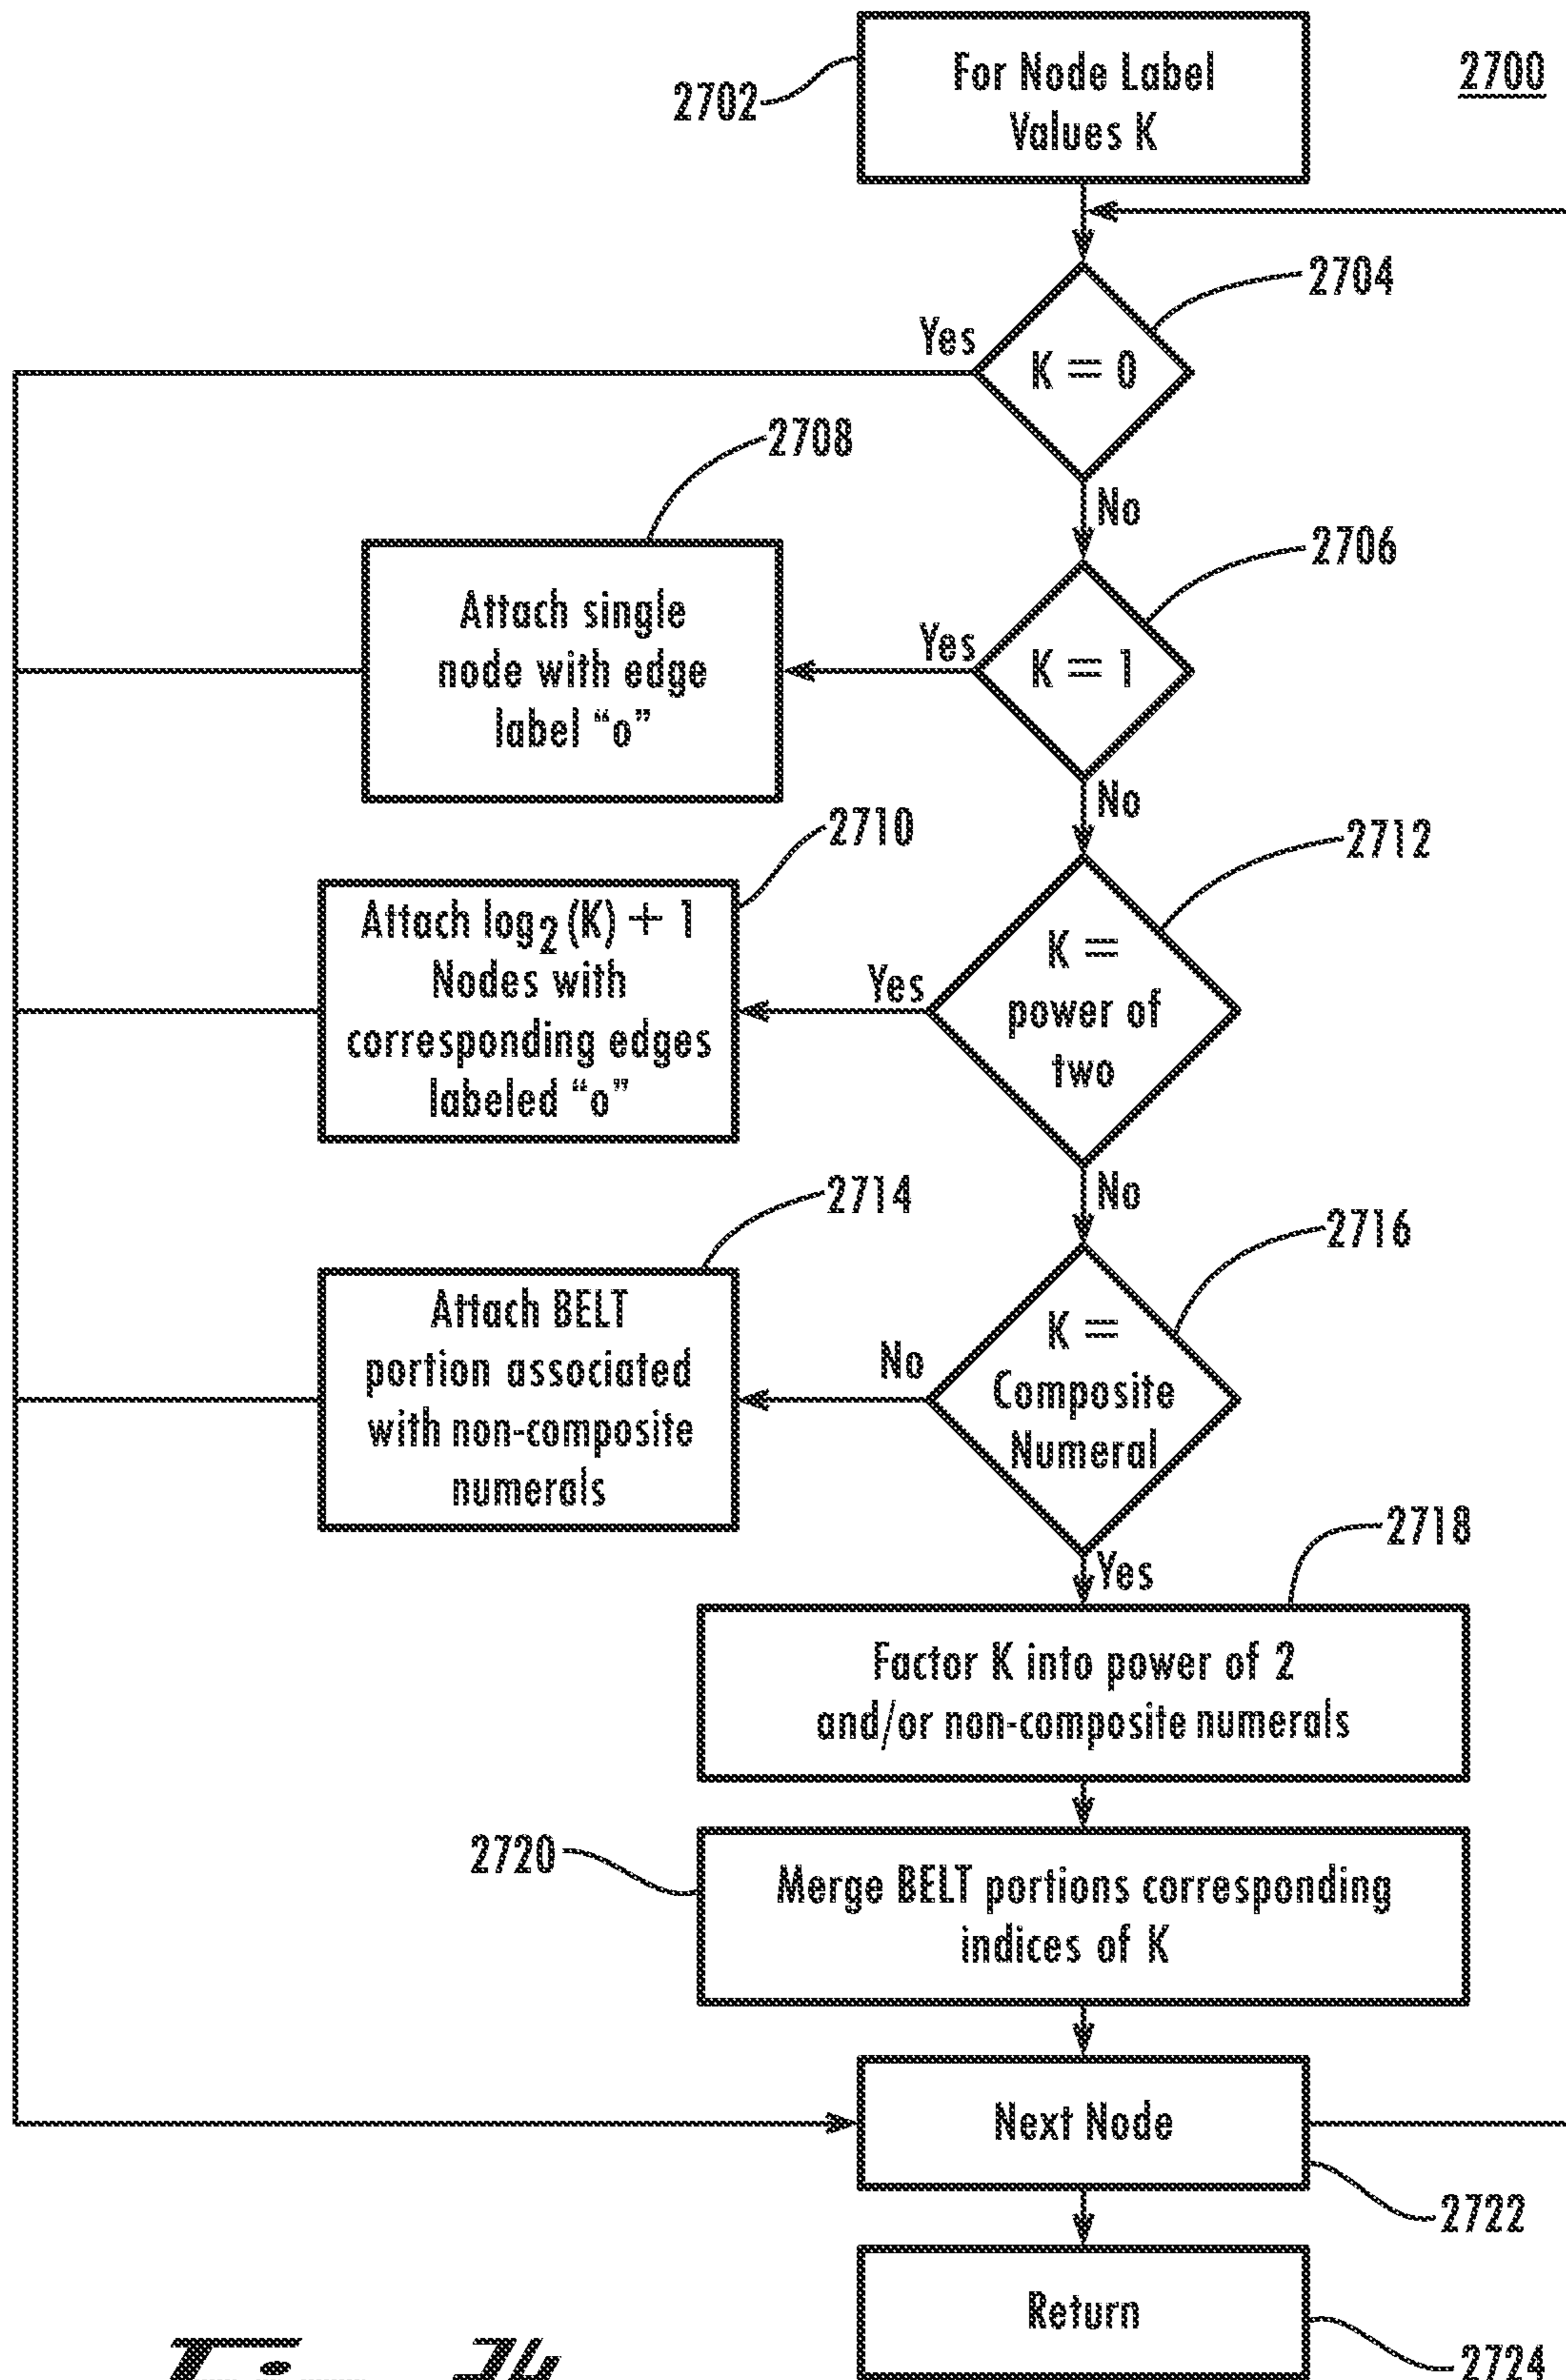 2700
2702
For Node Label
Values K
2704
Yes
K = 0
2708
No
2706
Attach single
node with edge
label “o”
Yes
K = 1
No
2710
2712
Attach log2 (K) + 1
Nodes with
corresponding edges
labeled “o”
Yes
K =
power of
two
No
2714
2716
Attach BELT
portion associated
with non-composite
numerals
No
K =
Composite
Numeral
Yes
2718
Factor K into power of 2
and/or non-composite numerals
2720
Merge BELT portions corresponding
indices of K
Next Node
2722
Return
2724